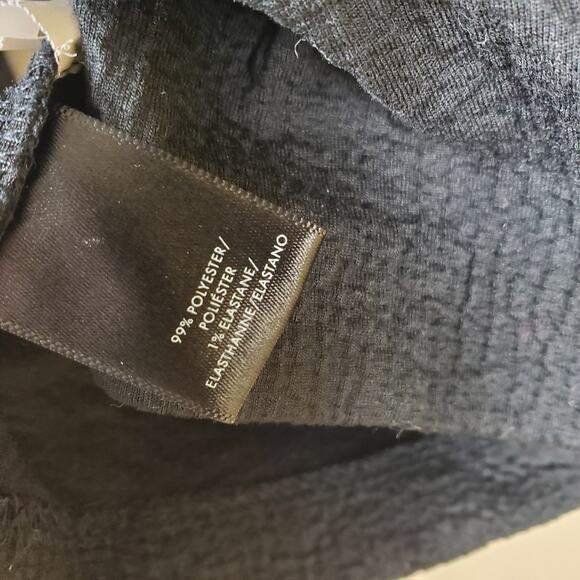 99% POLYESTER/
POLIÉSTER
1% ELASTANE/
ELASTHANNE/ELASTANO